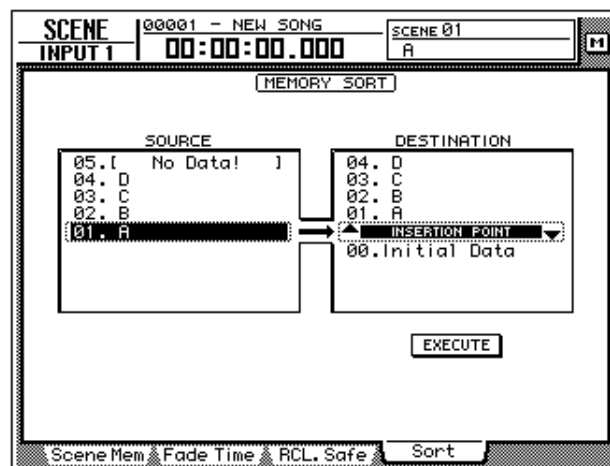 SCENE
INPUT 1
00001 - NEW SONG
00:00:00.000
SCENE 01
A
M
MEMORY SORT
SOURCE
05.[ No Data! ]
04. D
03. C
02. B
01. A
DESTINATION
04. D
03. C
02. B
01. A
INSERTION POINT
00.Initial Data
EXECUTE
Scene Mem
Fade Time
RCL. Safe
Sort